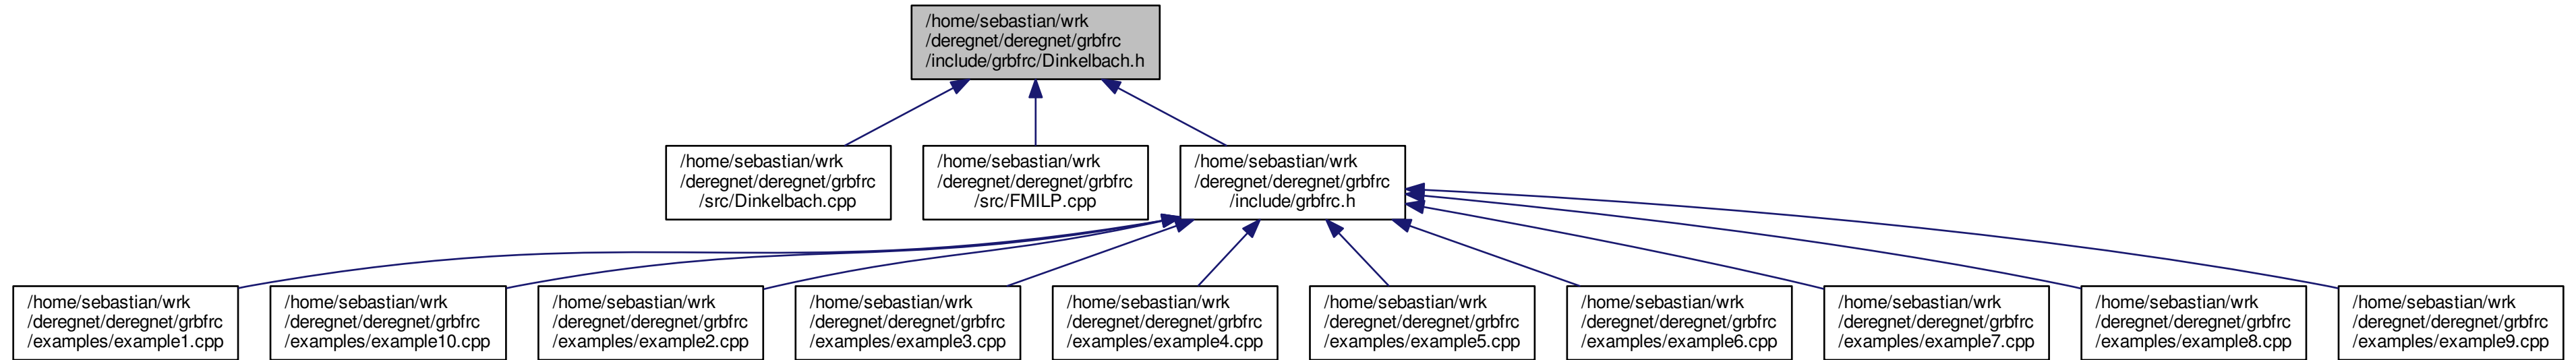 /home/sebastian/wrk
/deregnet/deregnet/grbfrc
/include/grbfrc/Dinkelbach.h
/home/sebastian/wrk
/deregnet/deregnet/grbfrc
/src/Dinkelbach.cpp
/home/sebastian/wrk
/deregnet/deregnet/grbfrc
/src/FMILP.cpp
/home/sebastian/wrk
/deregnet/deregnet/grbfrc
/include/grbfrc.h
/home/sebastian/wrk
/deregnet/deregnet/grbfrc
/examples/example1.cpp
/home/sebastian/wrk
/deregnet/deregnet/grbfrc
/examples/example10.cpp
/home/sebastian/wrk
/deregnet/deregnet/grbfrc
/examples/example2.cpp
/home/sebastian/wrk
/deregnet/deregnet/grbfrc
/examples/example3.cpp
/home/sebastian/wrk
/deregnet/deregnet/grbfrc
/examples/example4.cpp
/home/sebastian/wrk
/deregnet/deregnet/grbfrc
/examples/example5.cpp
/home/sebastian/wrk
/deregnet/deregnet/grbfrc
/examples/example6.cpp
/home/sebastian/wrk
/deregnet/deregnet/grbfrc
/examples/example7.cpp
/home/sebastian/wrk
/deregnet/deregnet/grbfrc
/examples/example8.cpp
/home/sebastian/wrk
/deregnet/deregnet/grbfrc
/examples/example9.cpp